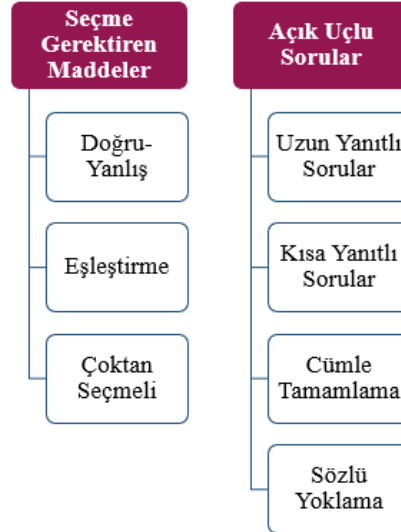 Seçme
Gerektiren
Maddeler
Doğru-
Yanlış
Eşleştirme
Çoktan
Seçmeli
Açık Uçlu
Sorular
Uzun Yanıtlı
Sorular
Kısa Yanıtlı
Sorular
Cümle
Tamamlama
Sözlü
Yoklama